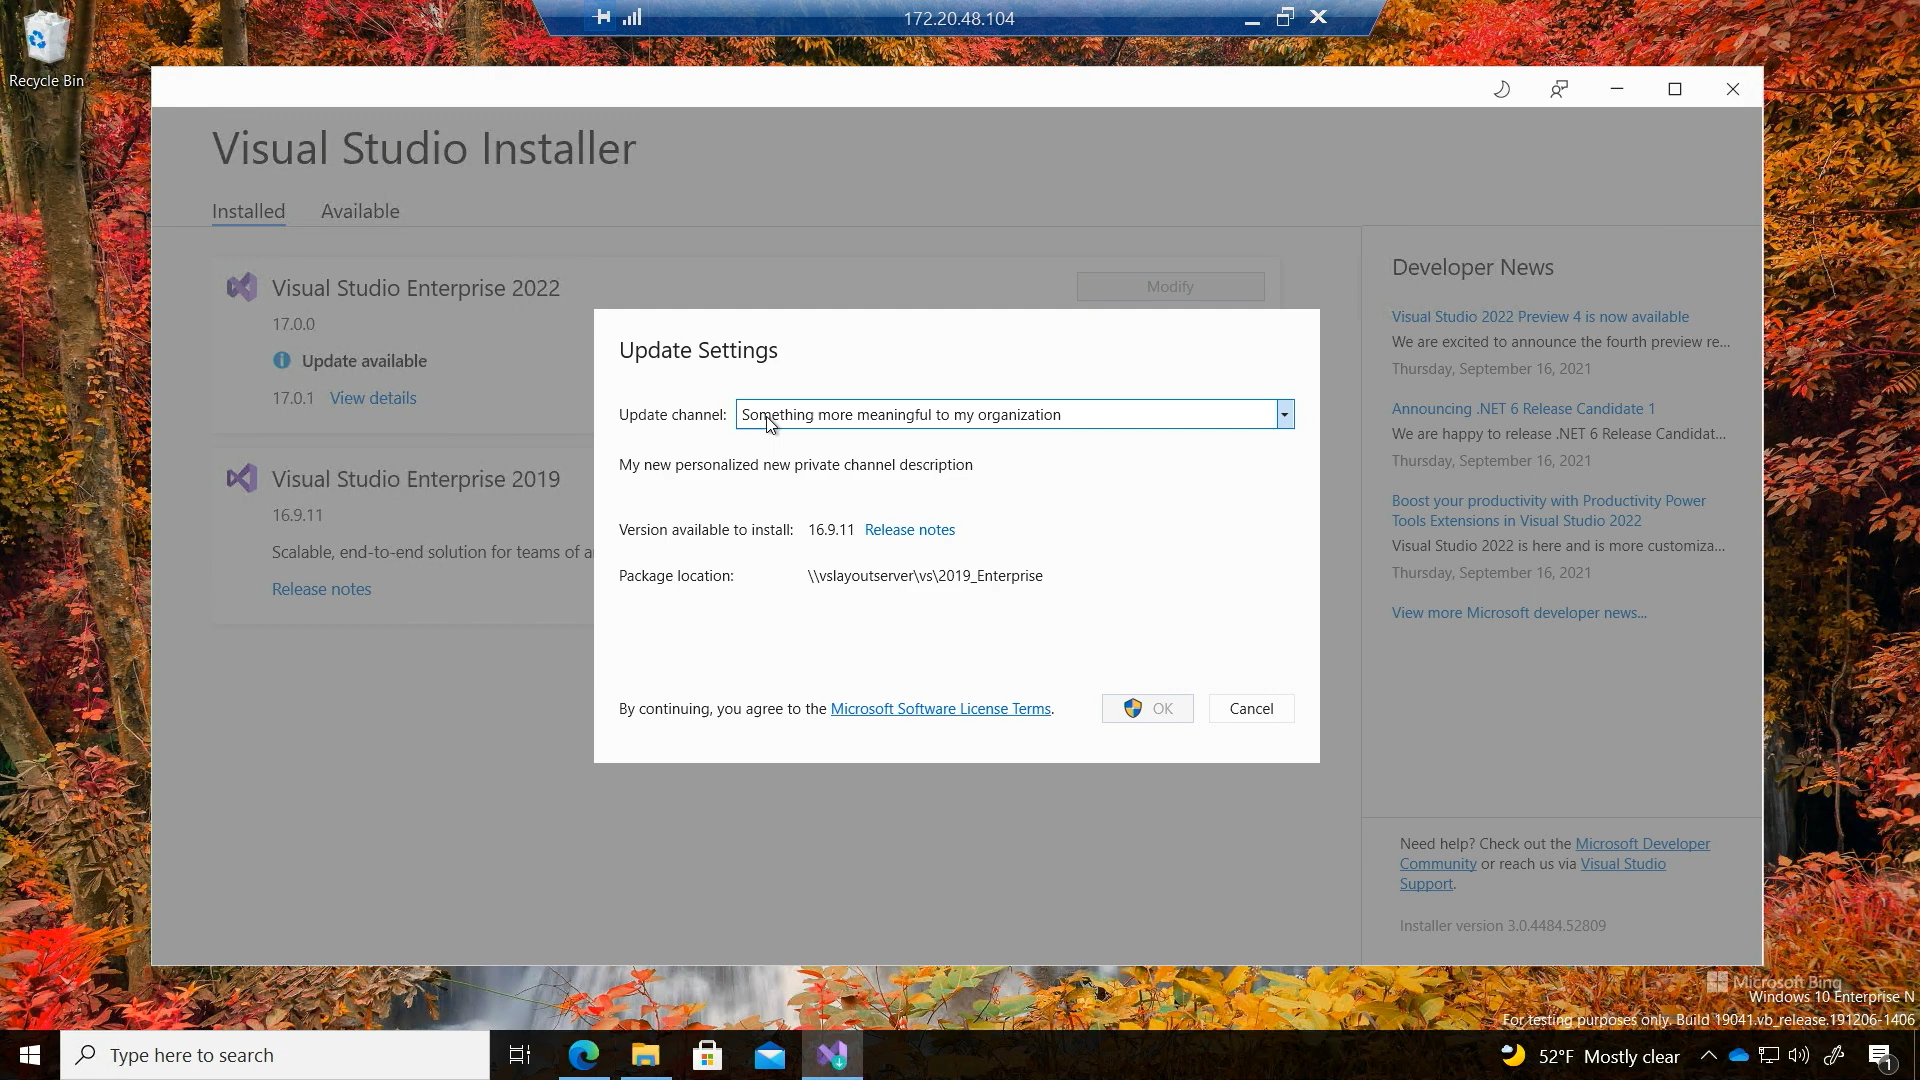 172.20.48.104
Recycle Bin
Visual Studio Installer
Installed Available
Visual Studio Enterprise 2022
Modify
17.0.0
Update available
17.0.1 View details
Visual Studio Enterprise 2019
16.9.11
Scalable, end-to-end solution for teams of a
Release notes
Update Settings
Update channel: Something more meaningful to my organization
My new personalized new private channel description
Version available to install: 16.9.11 Release notes
Package location: \\vslayoutserver\vs\2019_Enterprise
By continuing, you agree to the Microsoft Software License Terms.
OK
Cancel
Developer News
Visual Studio 2022 Preview 4 is now available
We are excited to announce the fourth preview re...
Thursday, September 16, 2021
Announcing .NET 6 Release Candidate 1
We are happy to release .NET 6 Release Candidat...
Thursday, September 16, 2021
Boost your productivity with Productivity Power
Tools Extensions in Visual Studio 2022
Visual Studio 2022 is here and is more customiza...
Thursday, September 16, 2021
View more Microsoft developer news...
Need help? Check out the Microsoft Developer
Community or reach us via Visual Studio
Support.
Installer version 3.0.4484.52809
Microsoft Bing
Windows 10 Enterprise N
For testing purposes only. Build 19041.vb_release.191206-1406
Type here to search
52°F Mostly clear
1